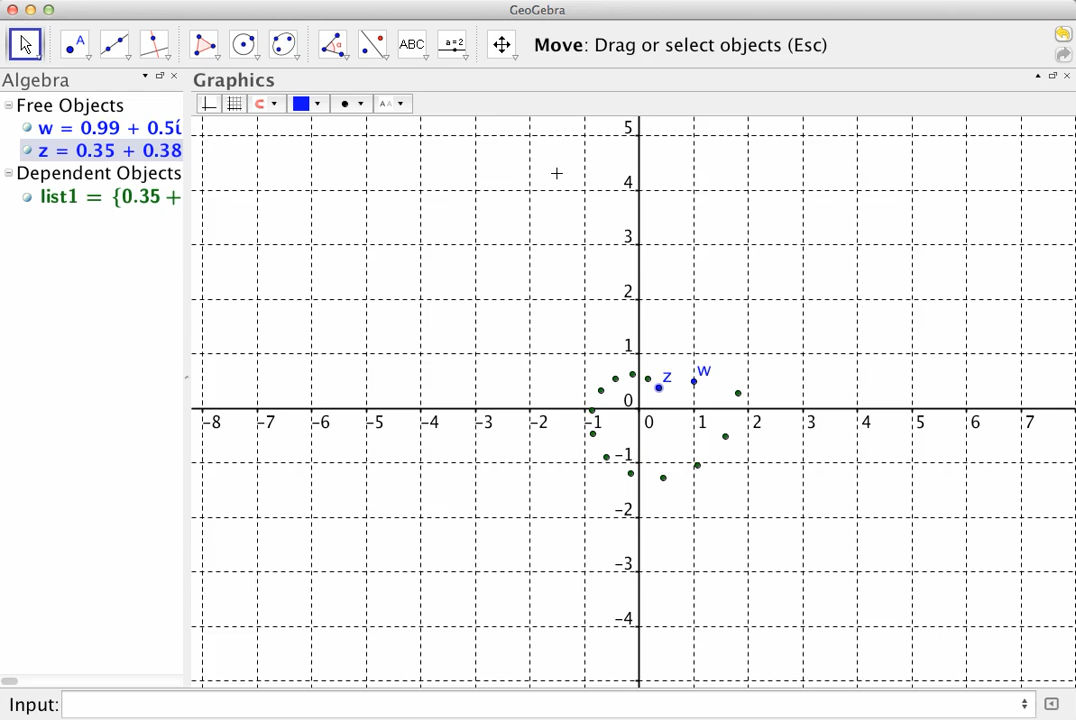 GeoGebra
A
α
ABC
a=2
Move: Drag or select objects (Esc)
Algebra
Graphics
Free Objects
w = 0.99 + 0.5
z = 0.35 + 0.38
Dependent Objects
list1 = {0.35 +
A A
5
4
3
2
1
z
w
0
-8 -7 -6 -5 -4 -3 -2 -1 0 1 2 3 4 5 6 7
-1
-2
-3
-4
Input: